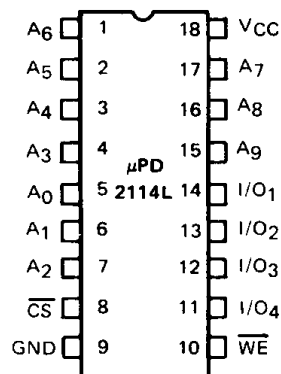 A6 1 18 VCC
A5 2 17 A7
A4 3 16 A8
A3 4 15 A9
μPD
A0 5 2114L 14 I/O1
A1 6 13 I/O2
A2 7 12 I/O3
CS 8 11 I/O4
GND 9 10 WE